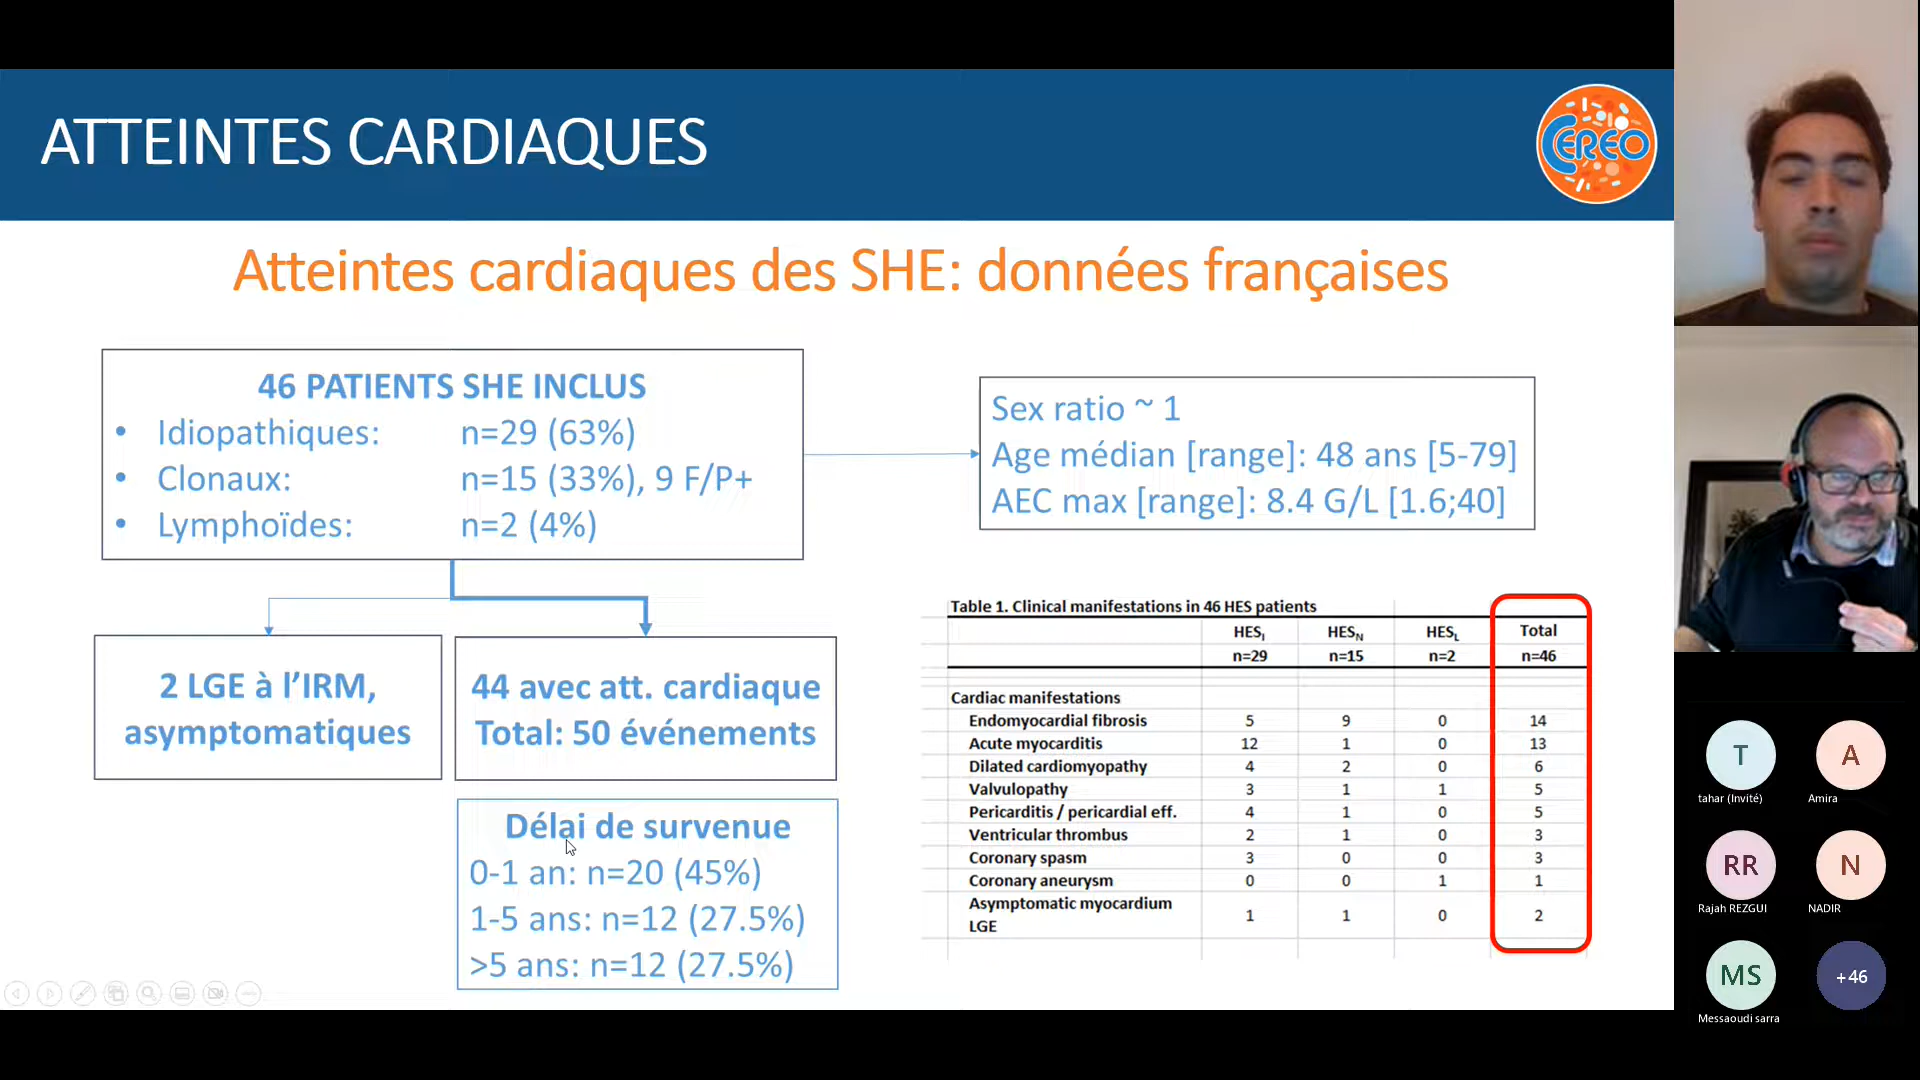 ATTEINTES CARDIAQUES
CEREO
Atteintes cardiaques des SHE: données françaises
46 PATIENTS SHE INCLUS
• Idiopathiques: n=29 (63%)
• Clonaux: n=15 (33%), 9 F/P+
• Lymphoïdes: n=2 (4%)
Sex ratio ~ 1
Age médian [range]: 48 ans [5-79]
AEC max [range]: 8.4 G/L [1.6;40]
2 LGE à l’IRM,
asymptomatiques
44 avec att. cardiaque
Total: 50 événements
Délai de survenue
0-1 an: n=20 (45%)
1-5 ans: n=12 (27.5%)
>5 ans: n=12 (27.5%)
Table 1. Clinical manifestations in 46 HES patients
HESI HESN HESL Total
n=29 n=15 n=2 n=46
Cardiac manifestations
Endomyocardial fibrosis 5 9 0 14
Acute myocarditis 12 1 0 13
Dilated cardiomyopathy 4 2 0 6
Valvulopathy 3 1 1 5
Pericarditis / pericardial eff. 4 1 0 5
Ventricular thrombus 2 1 0 3
Coronary spasm 3 0 0 3
Coronary aneurysm 0 0 1 1
Asymptomatic myocardium
LGE 1 1 0 2
T A
tahar (Invité) Amira
RR N
Rajah REZGUI NADIR
MS +46
Messaoudi sarra